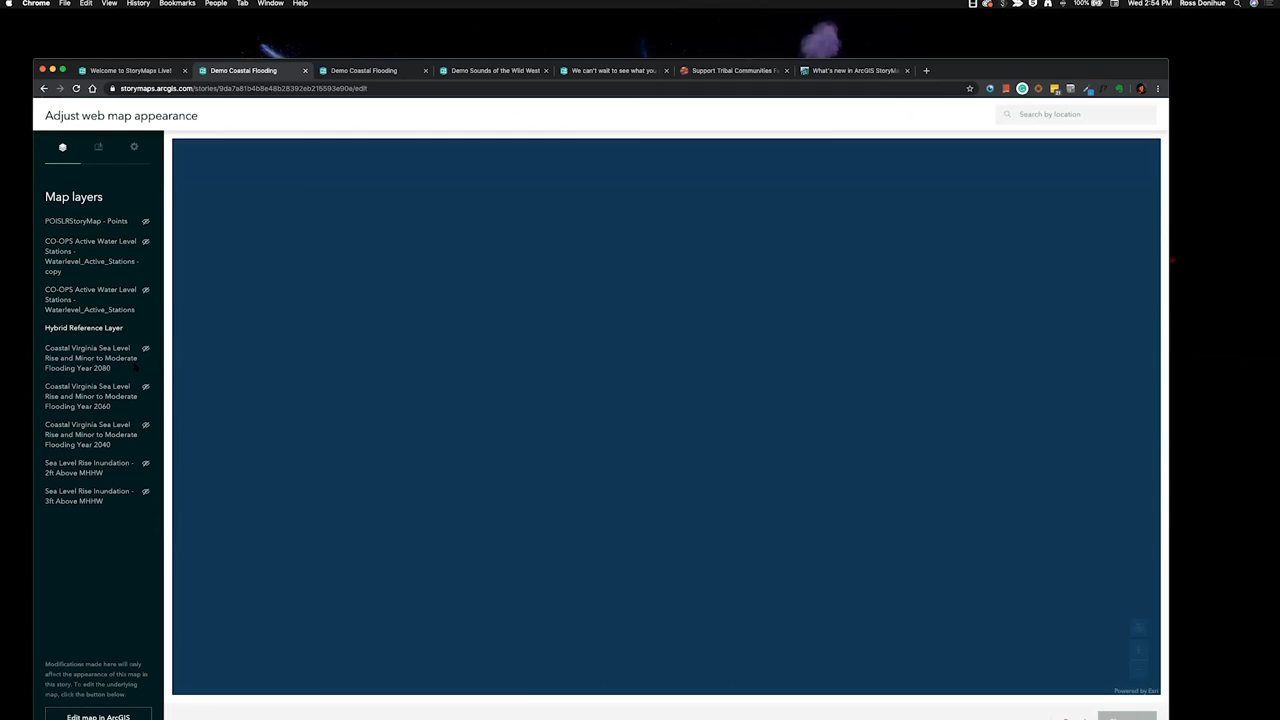 Chrome File Edit View History Bookmarks People Tab Window Help 100% Wed 2:54 PM Ross Donihue
Welcome to StoryMaps Live! Demo Coastal Flooding Demo Coastal Flooding Demo Sounds of the Wild West We can't wait to see what you Support Tribal Communities F What's new in ArcGIS StoryM
storymaps.arcgis.com/stories/9da7a81b4b8e48b28392eb215593e90e/edit
Adjust web map appearance
Search by location
Map layers
POISLRStoryMap - Points
CO-OPS Active Water Level
Stations -
Waterlevel_Active_Stations -
copy
CO-OPS Active Water Level
Stations -
Waterlevel_Active_Stations
Hybrid Reference Layer
Coastal Virginia Sea Level
Rise and Minor to Moderate
Flooding Year 2080
Coastal Virginia Sea Level
Rise and Minor to Moderate
Flooding Year 2060
Coastal Virginia Sea Level
Rise and Minor to Moderate
Flooding Year 2040
Sea Level Rise Inundation -
2ft Above MHHW
Sea Level Rise Inundation -
3ft Above MHHW
Modifications made here will only
affect the appearance of this map in
this story. To edit the underlying
map, click the button below.
Edit map in ArcGIS
Powered by Esri